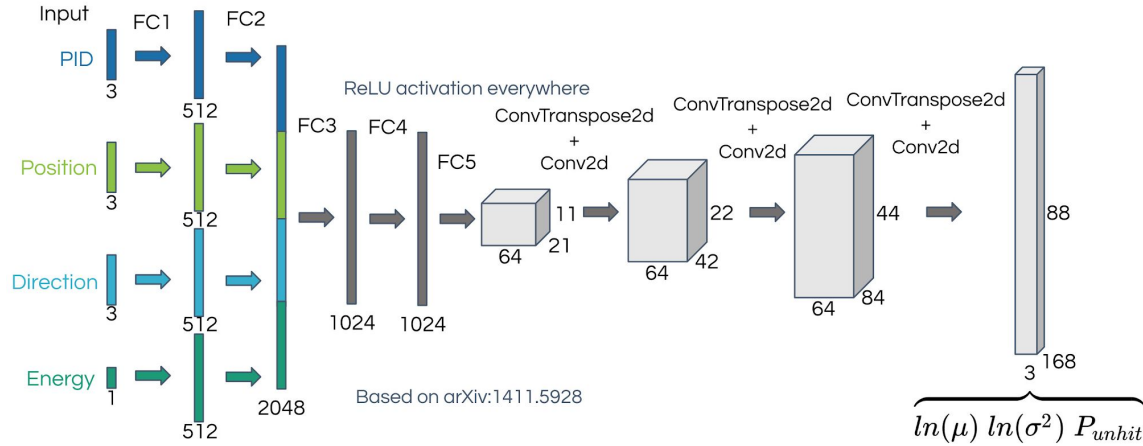 Input
FC1
FC2
PID
3
512
Position
3
512
Direction
3
512
Energy
1
512
2048
ReLU activation everywhere
FC3
FC4
FC5
1024
1024
ConvTranspose2d
+
Conv2d
11
21
64
ConvTranspose2d
+
Conv2d
22
42
64
ConvTranspose2d
+
Conv2d
44
84
64
88
168
3
Based on arXiv:1411.5928
ln(μ) ln(σ²) P_unhit